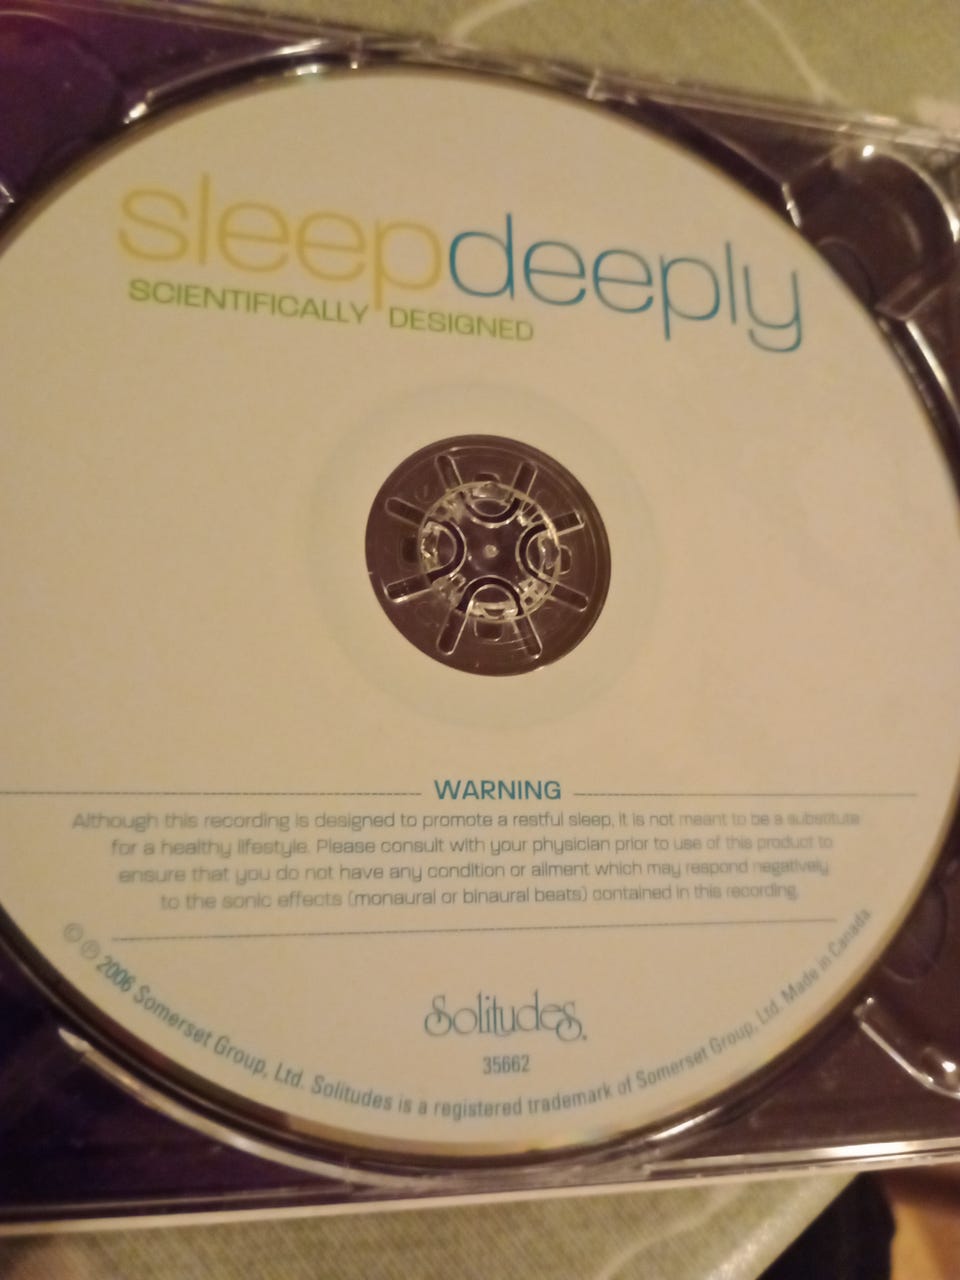 sleepdeeply
SCIENTIFICALLY DESIGNED
WARNING
Although this recording is designed to promote a restful sleep, it is not meant to be a substitute
for a healthy lifestyle. Please consult with your physician prior to use of this product to
ensure that you do not have any condition or ailment which may respond negatively
to the sonic effects (monaural or binaural beats) contained in this recording.
Solitudes®
35662
© ℗ 2006 Somerset Group, Ltd. Solitudes is a registered trademark of Somerset Group, Ltd. Made in Canada